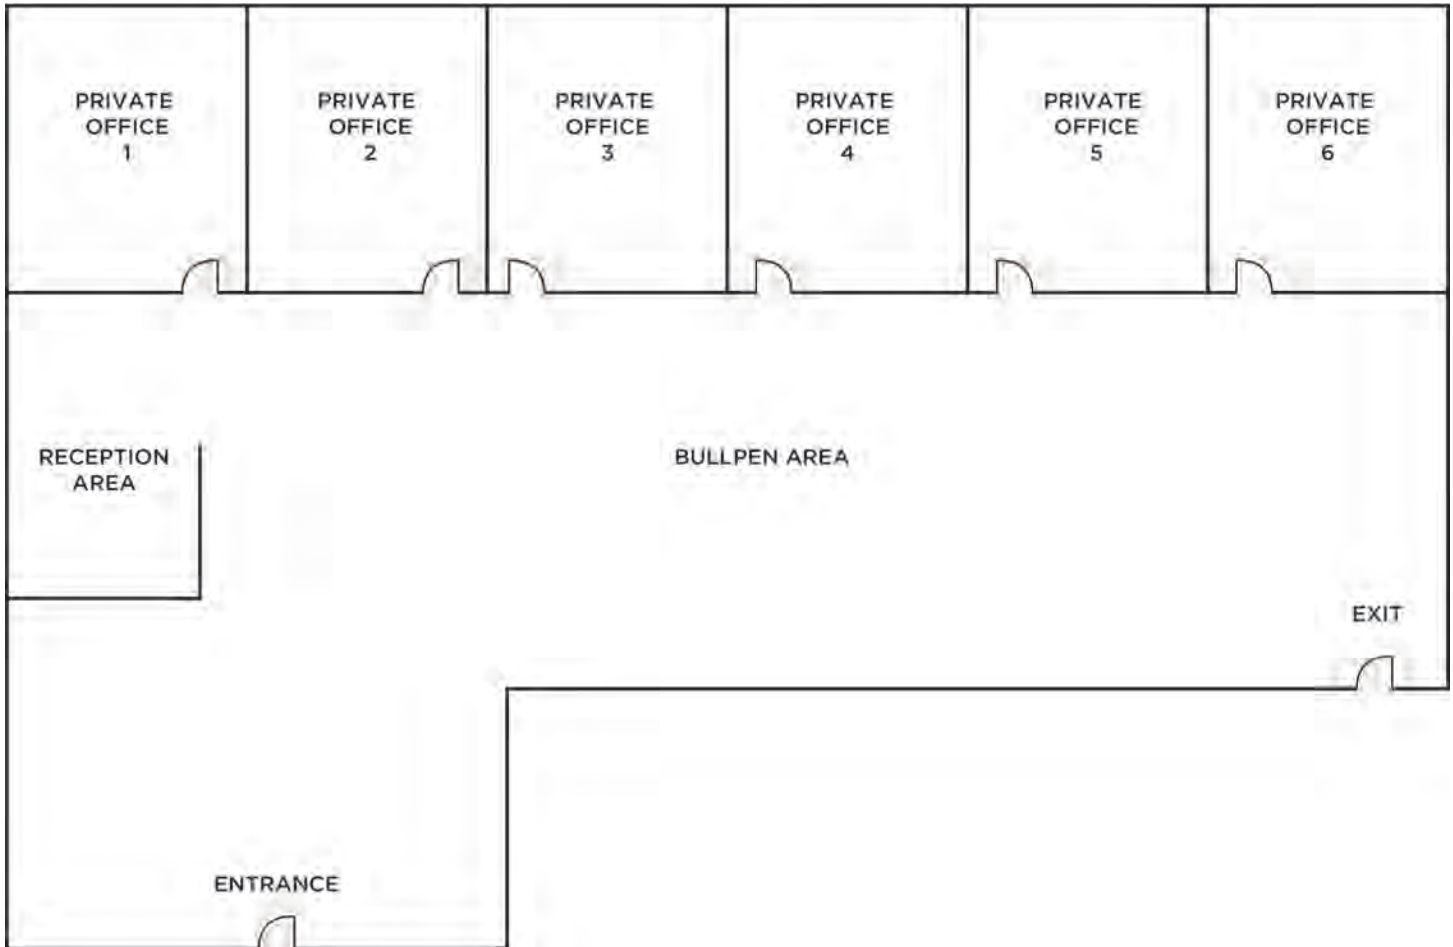 PRIVATE
OFFICE
1
PRIVATE
OFFICE
2
PRIVATE
OFFICE
3
PRIVATE
OFFICE
4
PRIVATE
OFFICE
5
PRIVATE
OFFICE
6
RECEPTION
AREA
BULLPEN AREA
EXIT
ENTRANCE